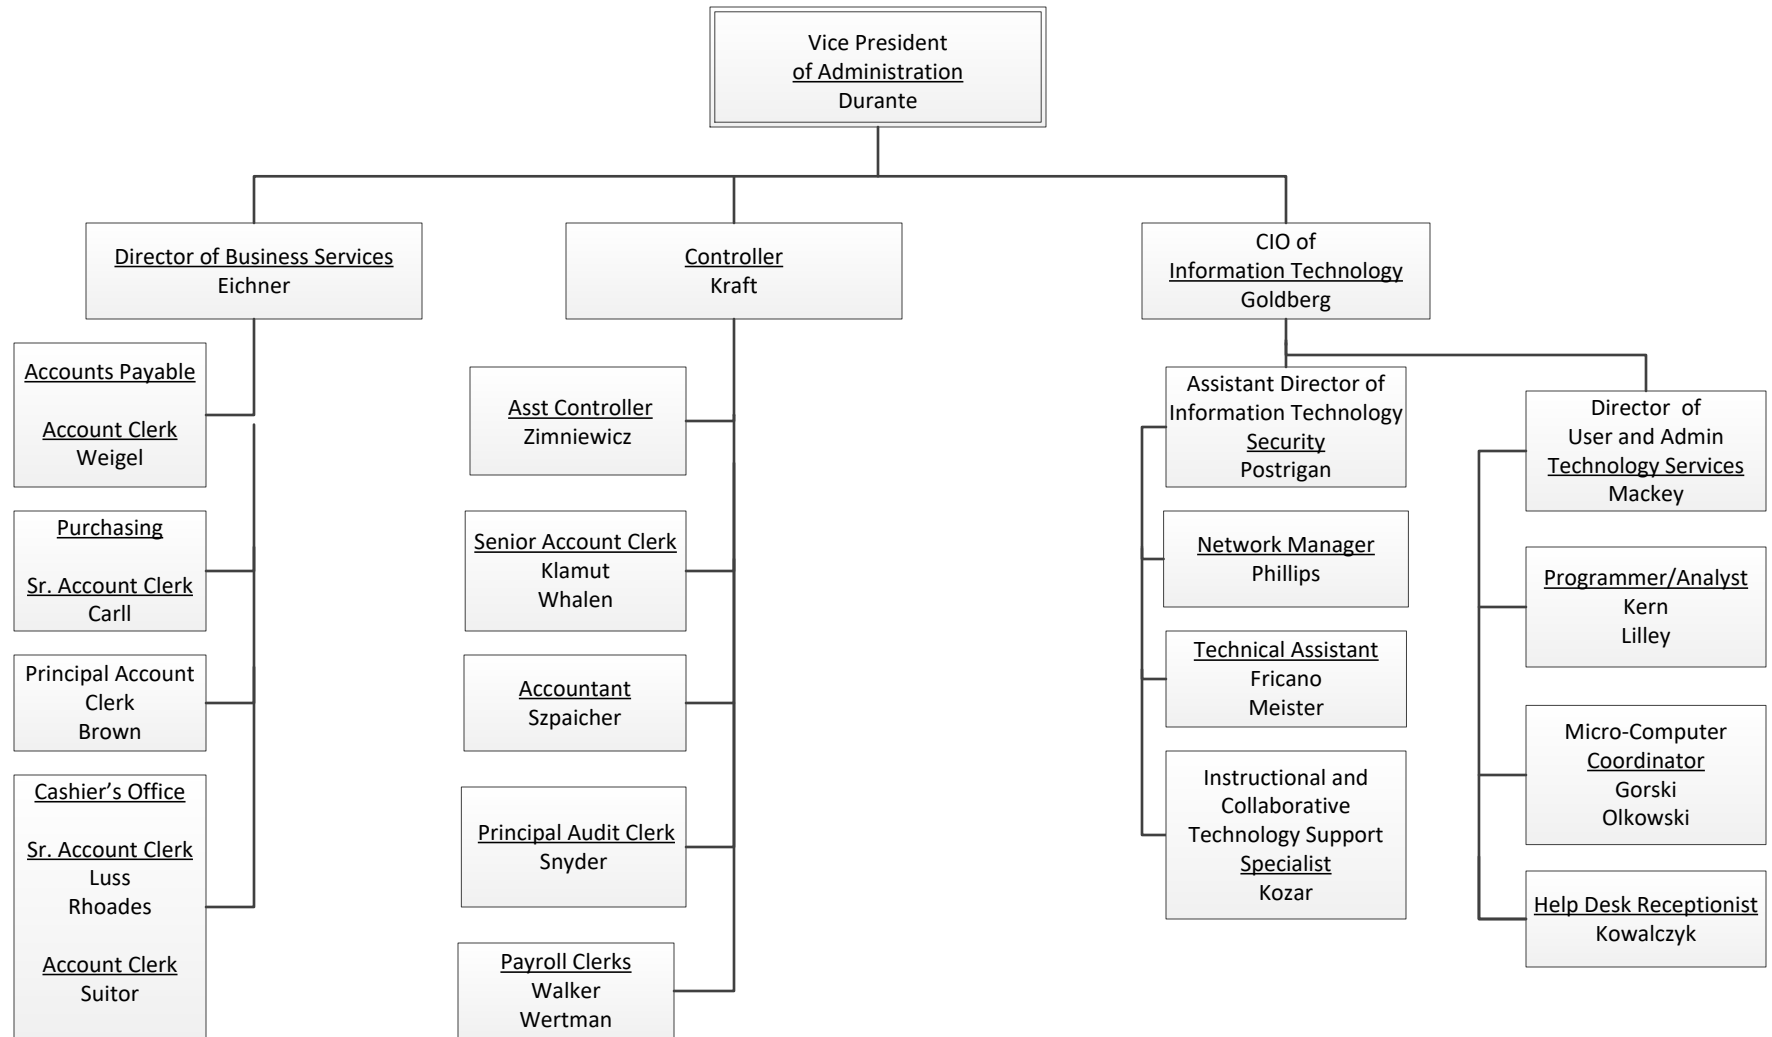 Vice President
of Administration
Durante
Director of Business Services
Eichner
Accounts Payable
Account Clerk
Weigel
Purchasing
Sr. Account Clerk
Carll
Principal Account
Clerk
Brown
Cashier’s Office
Sr. Account Clerk
Luss
Rhoades
Account Clerk
Suitor
Controller
Kraft
Asst Controller
Zimniewicz
Senior Account Clerk
Klamut
Whalen
Accountant
Szpaicher
Principal Audit Clerk
Snyder
Payroll Clerks
Walker
Wertman
CIO of
Information Technology
Goldberg
Assistant Director of
Information Technology
Security
Postrigan
Network Manager
Phillips
Technical Assistant
Fricano
Meister
Instructional and
Collaborative
Technology Support
Specialist
Kozar
Director of
User and Admin
Technology Services
Mackey
Programmer/Analyst
Kern
Lilley
Micro-Computer
Coordinator
Gorski
Olkowski
Help Desk Receptionist
Kowalczyk